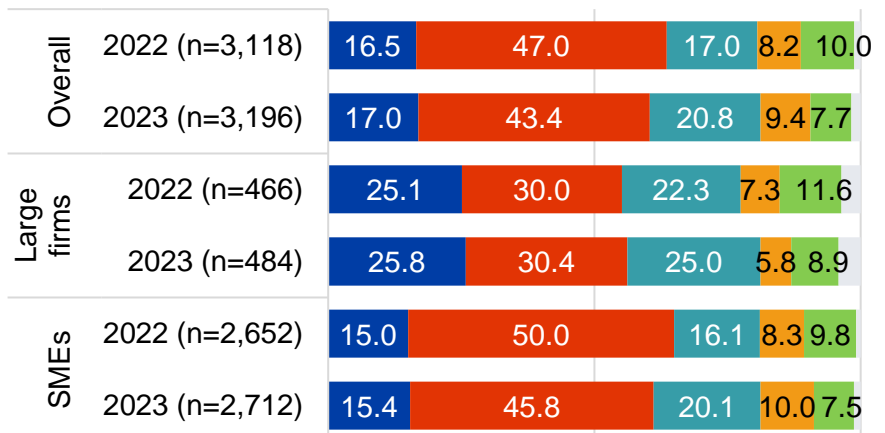 Overall
2022 (n=3,118) 16.5 47.0 17.0 8.2 10.0
2023 (n=3,196) 17.0 43.4 20.8 9.4 7.7
Large
firms
2022 (n=466) 25.1 30.0 22.3 7.3 11.6
2023 (n=484) 25.8 30.4 25.0 5.8 8.9
SMEs
2022 (n=2,652) 15.0 50.0 16.1 8.3 9.8
2023 (n=2,712) 15.4 45.8 20.1 10.0 7.5